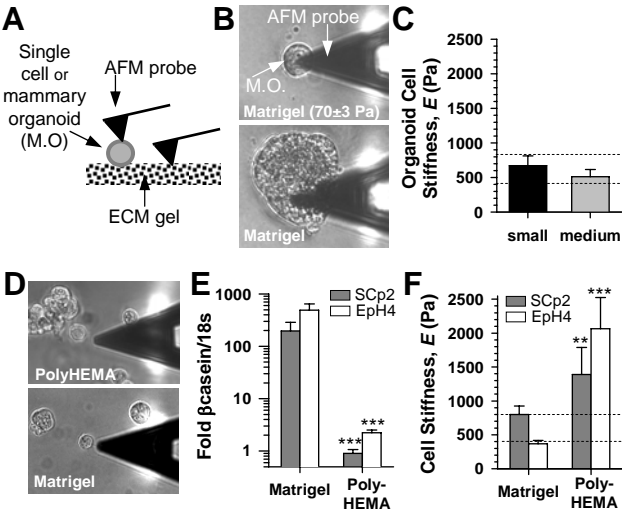 A
Single
cell or
mammary
organoid
(M.O)
AFM probe
ECM gel
B
AFM probe
M.O.
Matrigel (70±3 Pa)
Matrigel
C
Organoid Cell
Stiffness, E (Pa)
2500
2000
1500
1000
500
0
small
medium
D
PolyHEMA
Matrigel
E
Fold βcasein/18s
1000
100
10
1
SCp2
EpH4
***
***
Matrigel
Poly-
HEMA
F
Cell Stiffness, E (Pa)
2500
2000
1500
1000
500
0
SCp2
EpH4
**
***
Matrigel
Poly-
HEMA